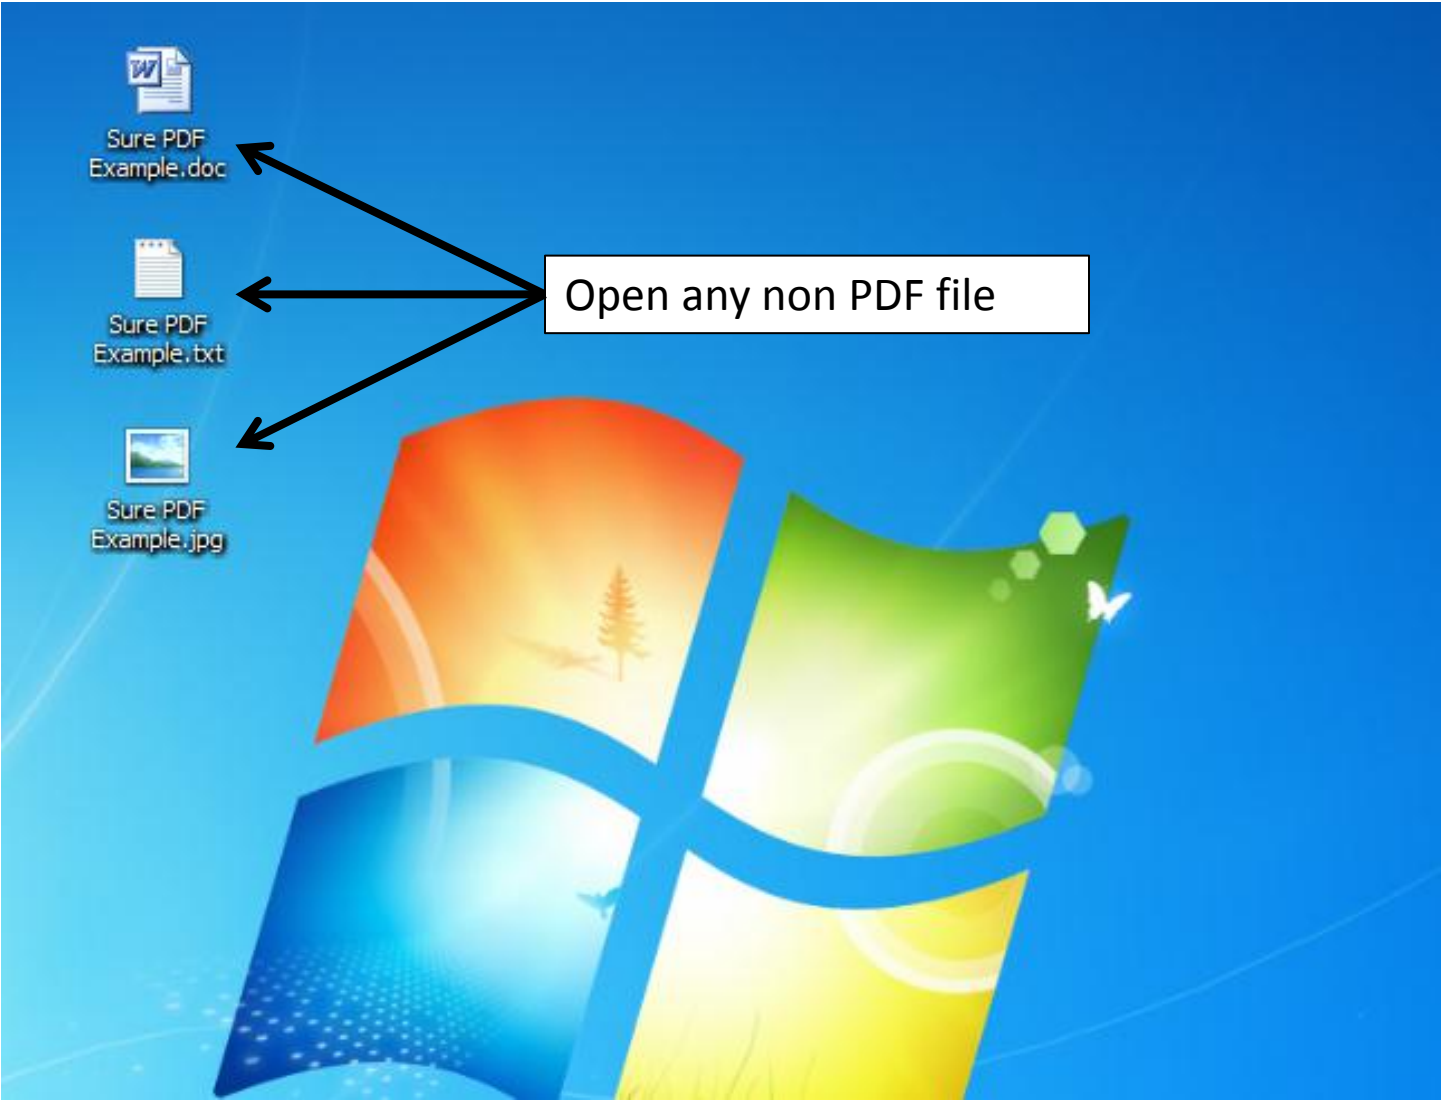 Sure PDF
Example.doc
Open any non PDF file
Sure PDF
Example.txt
Sure PDF
Example.jpg